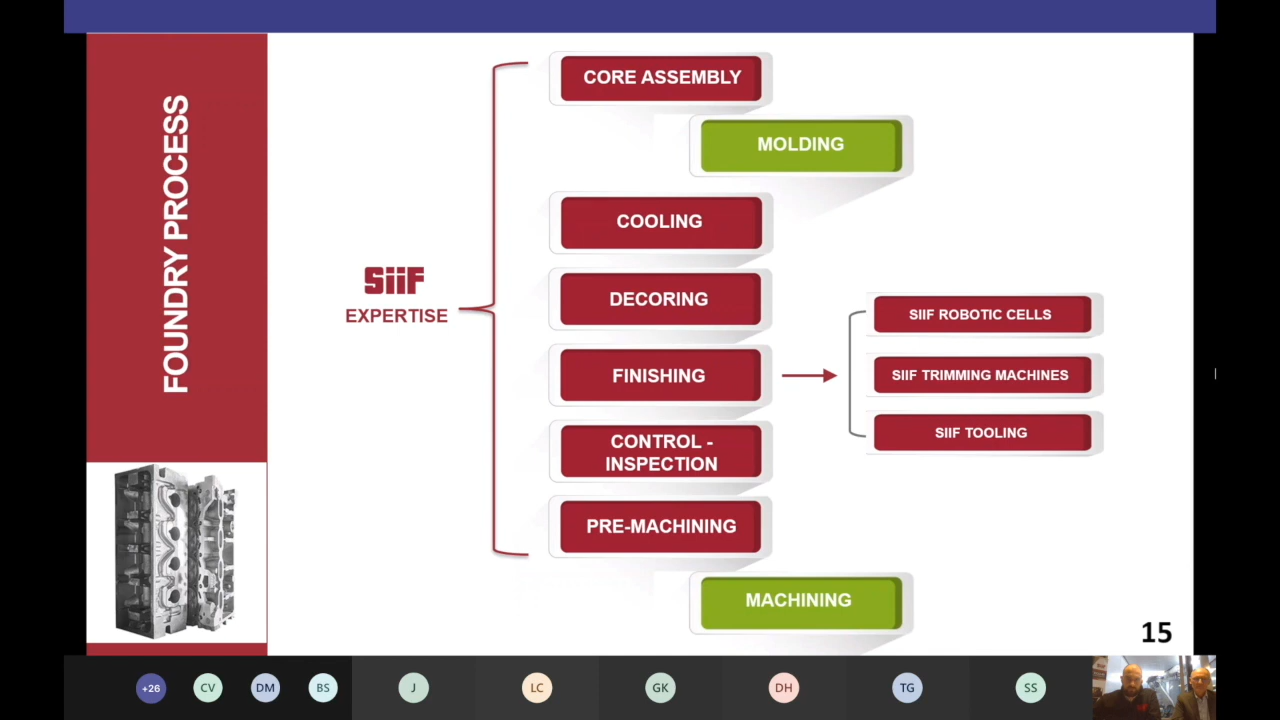 FOUNDRY PROCESS
SiiF
EXPERTISE
CORE ASSEMBLY
MOLDING
COOLING
DECORING
FINISHING
CONTROL -
INSPECTION
PRE-MACHINING
MACHINING
SIIF ROBOTIC CELLS
SIIF TRIMMING MACHINES
SIIF TOOLING
15
+26
CV
DM
BS
J
LC
GK
DH
TG
SS